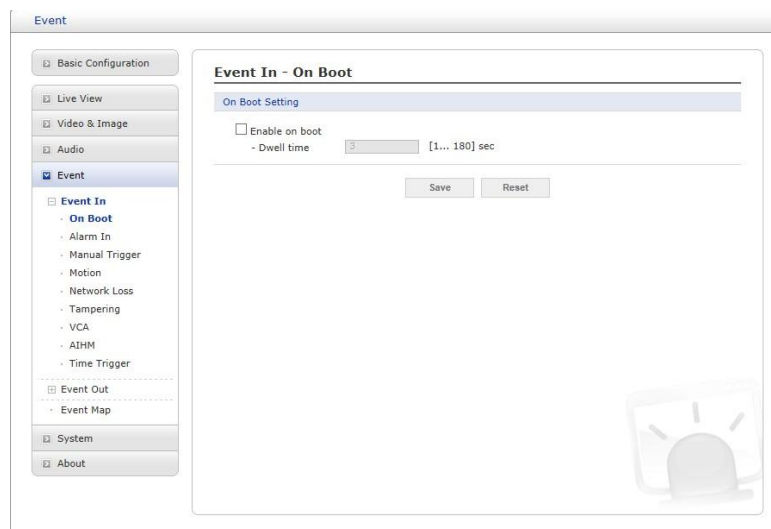 Event
Basic Configuration
Live View
Video & Image
Audio
Event
Event In
On Boot
Alarm In
Manual Trigger
Motion
Network Loss
Tampering
VCA
AIHM
Time Trigger
Event Out
Event Map
System
About
Event In - On Boot
On Boot Setting
Enable on boot
- Dwell time 3 [1... 180] sec
Save Reset